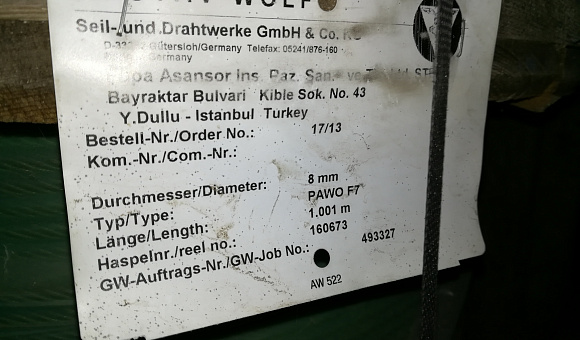 WOLF
Seil- und Drahtwerke GmbH & Co. KG
Gütersloh/Germany Telefax: 05241/876-160
Germany
Asansor ins. Paz. San.
Bayraktar Bulvari Kible Sok. No. 43
Y.Dullu - Istanbul Turkey
Bestell-Nr./Order No.: 17/13
Kom.-Nr./Com.-Nr.:
Durchmesser/Diameter: 8 mm
Typ/Type: PAWO F7
Länge/Length: 1.001 m
Haspelnr./reel no.: 160673
GW-Auftrags-Nr./GW-Job No.: 493327
AW 522